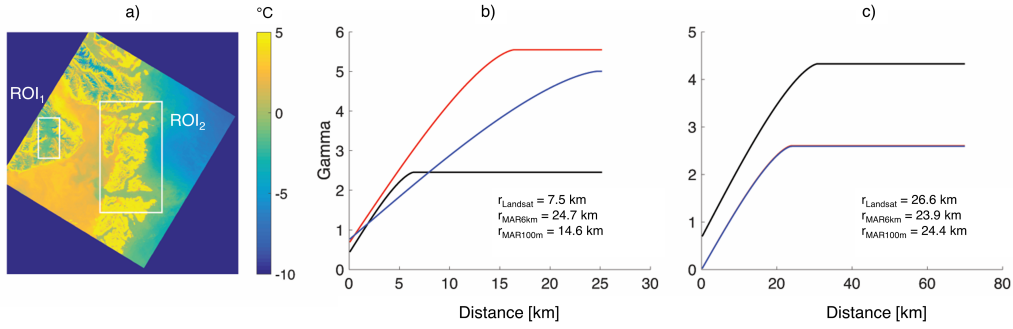 a)
°C
b)
c)
ROI1
ROI2
5
0
-5
-10
Gamma
6
5
4
3
2
1
0
rLandsat = 7.5 km
rMAR6km = 24.7 km
rMAR100m = 14.6 km
0 5 10 15 20 25 30
Distance [km]
5
4
3
2
1
0
rLandsat = 26.6 km
rMAR6km = 23.9 km
rMAR100m = 24.4 km
0 20 40 60 80
Distance [km]